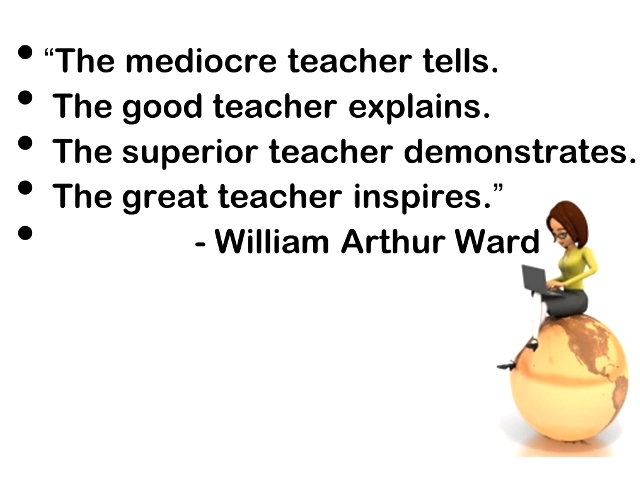 • “The mediocre teacher tells.
• The good teacher explains.
• The superior teacher demonstrates.
• The great teacher inspires.”
• - William Arthur Ward